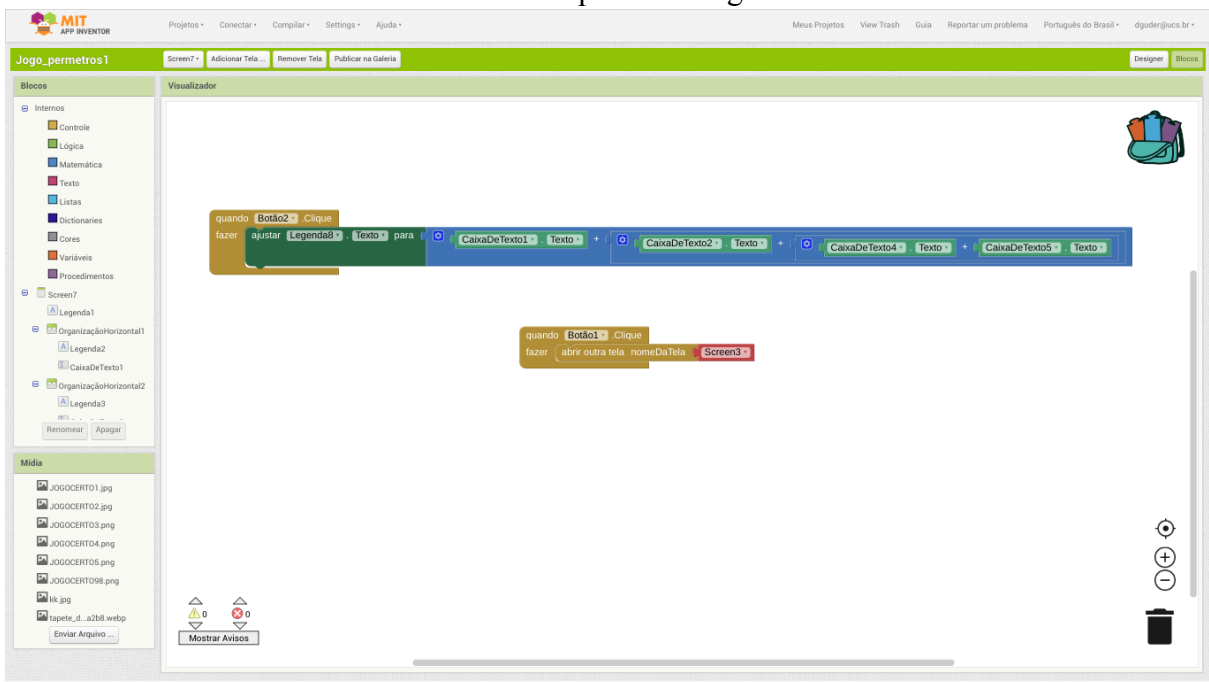 MIT
APP INVENTOR
Projetos Conectar Compilar Settings Ajuda
Meus Projetos View Trash Guia Reportar um problema Português do Brasil dguder@ucs.br
Jogo_permetros1
Screen7 Adicionar Tela ... Remover Tela Publicar na Galeria
Designer Blocos
Blocos
Internos
Controle
Lógica
Matemática
Texto
Listas
Dictionaries
Cores
Variáveis
Procedimentos
Screen7
Legenda1
OrganizaçãoHorizontal1
Legenda2
CaixaDeTexto1
OrganizaçãoHorizontal2
Legenda3
Renomear Apagar
Mídia
JOGOCERTO1.jpg
JOGOCERTO2.jpg
JOGOCERTO3.png
JOGOCERTO4.png
JOGOCERTO5.png
JOGOCERTO98.png
kk.jpg
tapete_d...a2b8.webp
Enviar Arquivo ...
Visualizador
quando Botão2 .Clique
fazer ajustar Legenda8 . Texto para CaixaDeTexto1 . Texto + CaixaDeTexto2 . Texto + CaixaDeTexto4 . Texto + CaixaDeTexto5 . Texto
quando Botão1 .Clique
fazer abrir outra tela nomeDaTela Screen3
0 0
Mostrar Avisos